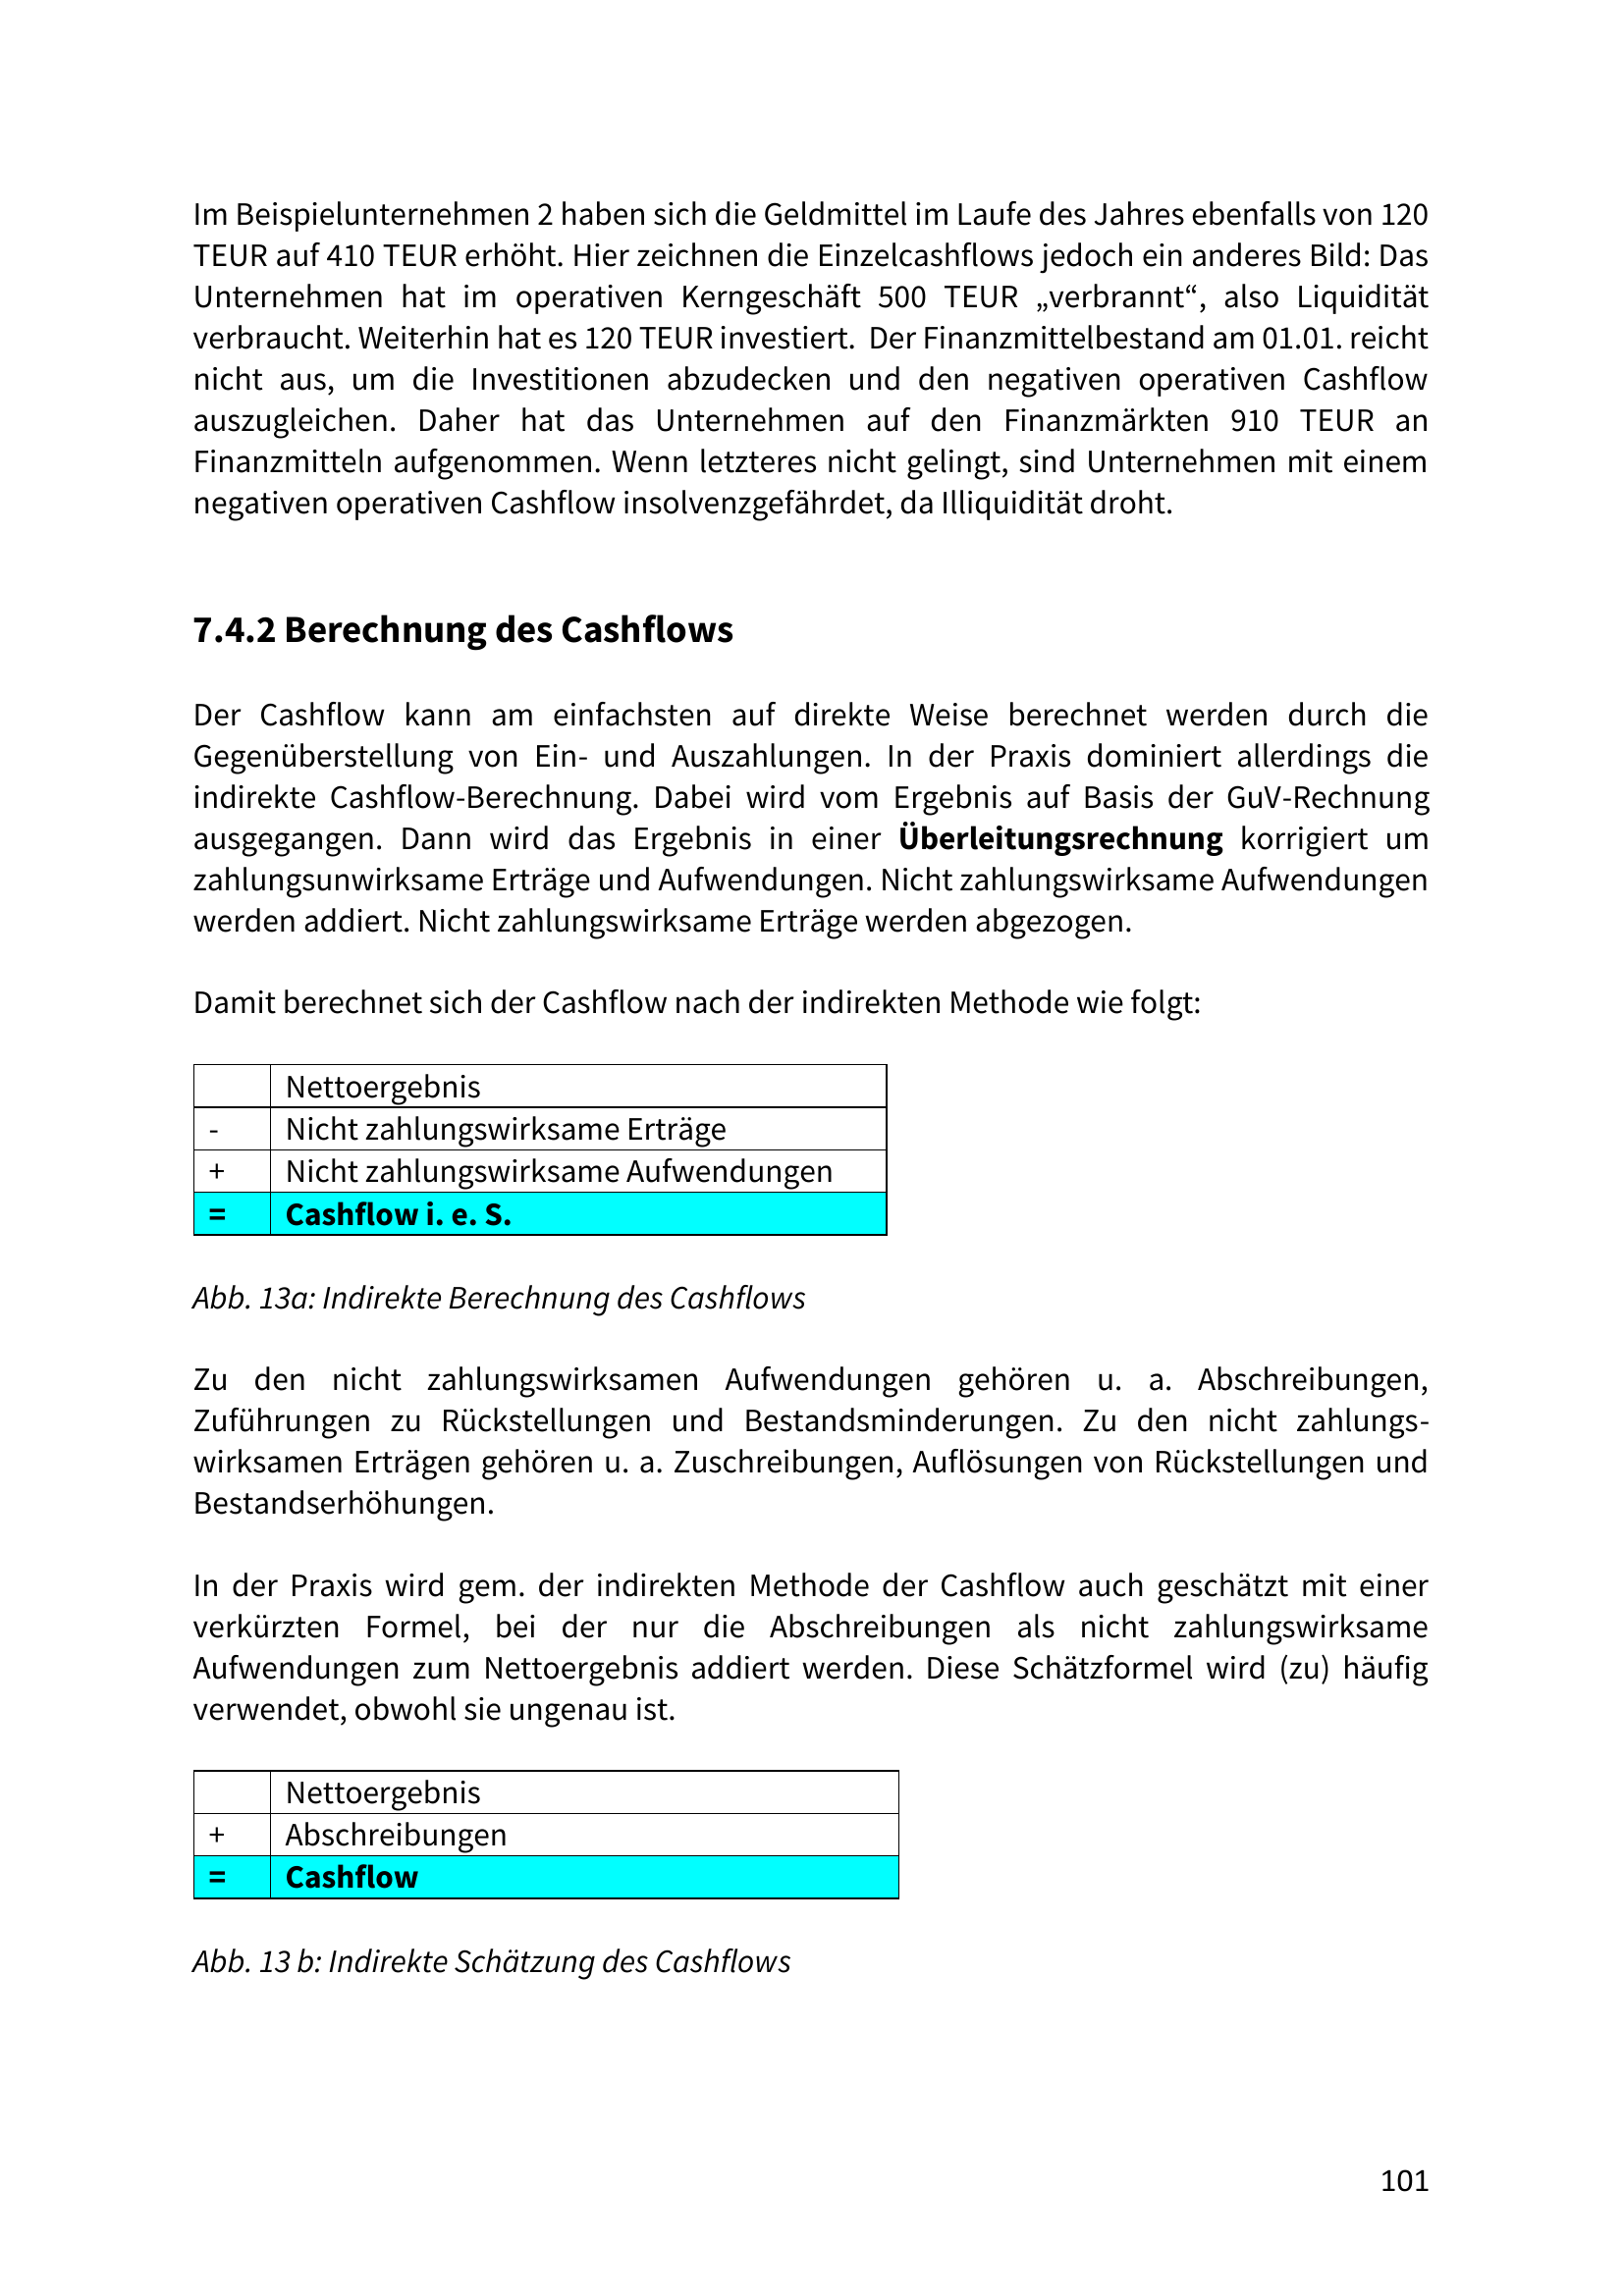 Im Beispielunternehmen 2 haben sich die Geldmittel im Laufe des Jahres ebenfalls von 120
TEUR auf 410 TEUR erhöht. Hier zeichnen die Einzelcashflows jedoch ein anderes Bild: Das
Unternehmen hat im operativen Kerngeschäft 500 TEUR „verbrannt“, also Liquidität
verbraucht. Weiterhin hat es 120 TEUR investiert.  Der Finanzmittelbestand am 01.01. reicht
nicht aus, um die Investitionen abzudecken und den negativen operativen Cashflow
auszugleichen. Daher hat das Unternehmen auf den Finanzmärkten 910 TEUR an
Finanzmitteln aufgenommen. Wenn letzteres nicht gelingt, sind Unternehmen mit einem
negativen operativen Cashflow insolvenzgefährdet, da Illiquidität droht.
7.4.2 Berechnung des Cashflows
Der Cashflow kann am einfachsten auf direkte Weise berechnet werden durch die
Gegenüberstellung von Ein- und Auszahlungen. In der Praxis dominiert allerdings die
indirekte Cashflow-Berechnung. Dabei wird vom Ergebnis auf Basis der GuV-Rechnung
ausgegangen. Dann wird das Ergebnis in einer Überleitungsrechnung korrigiert um
zahlungsunwirksame Erträge und Aufwendungen. Nicht zahlungswirksame Aufwendungen
werden addiert. Nicht zahlungswirksame Erträge werden abgezogen.
Damit berechnet sich der Cashflow nach der indirekten Methode wie folgt:
Nettoergebnis
- Nicht zahlungswirksame Erträge
+ Nicht zahlungswirksame Aufwendungen
= Cashflow i. e. S.
Abb. 13a: Indirekte Berechnung des Cashflows
Zu den nicht zahlungswirksamen Aufwendungen gehören u. a. Abschreibungen,
Zuführungen zu Rückstellungen und Bestandsminderungen. Zu den nicht zahlungs-
wirksamen Erträgen gehören u. a. Zuschreibungen, Auflösungen von Rückstellungen und
Bestandserhöhungen.
In der Praxis wird gem. der indirekten Methode der Cashflow auch geschätzt mit einer
verkürzten Formel, bei der nur die Abschreibungen als nicht zahlungswirksame
Aufwendungen zum Nettoergebnis addiert werden. Diese Schätzformel wird (zu) häufig
verwendet, obwohl sie ungenau ist.
Nettoergebnis
+ Abschreibungen
= Cashflow
Abb. 13 b: Indirekte Schätzung des Cashflows
101